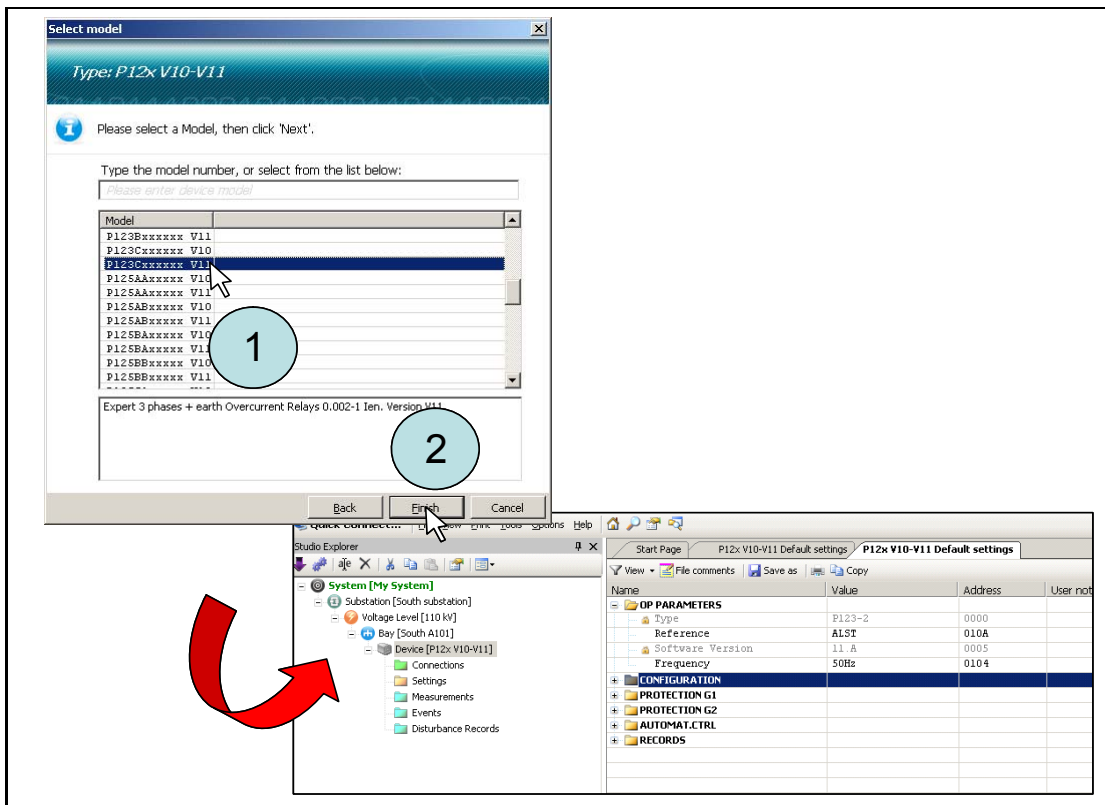 Select model
Type: P12x V10-V11
Please select a Model, then click 'Next'.
Type the model number, or select from the list below:
Please enter device model
Model
P123Bxxxxxx V11
P123Cxxxxxx V10
P123Cxxxxxx V11
P125AAxxxxx V10
P125AAxxxxx V11
P125ABxxxxx V10
P125ABxxxxx V11
P125BAxxxxx V10
P125BAxxxxx V11
P125BBxxxxx V10
P125BBxxxxx V11
1
Expert 3 phases + earth Overcurrent Relays 0.002-1 Ien. Version V11
2
Back Finish Cancel
Quick Connect... View Print Tools Options Help
Studio Explorer
System [My System]
Substation [South substation]
Voltage Level [110 kV]
Bay [South A101]
Device [P12x V10-V11]
Connections
Settings
Measurements
Events
Disturbance Records
Start Page P12x V10-V11 Default settings P12x V10-V11 Default settings
View File comments Save as Copy
Name Value Address User not
OP PARAMETERS
Type P123-2 0000
Reference ALST 010A
Software Version 11.A 0005
Frequency 50Hz 0104
CONFIGURATION
PROTECTION G1
PROTECTION G2
AUTOMAT.CTRL
RECORDS